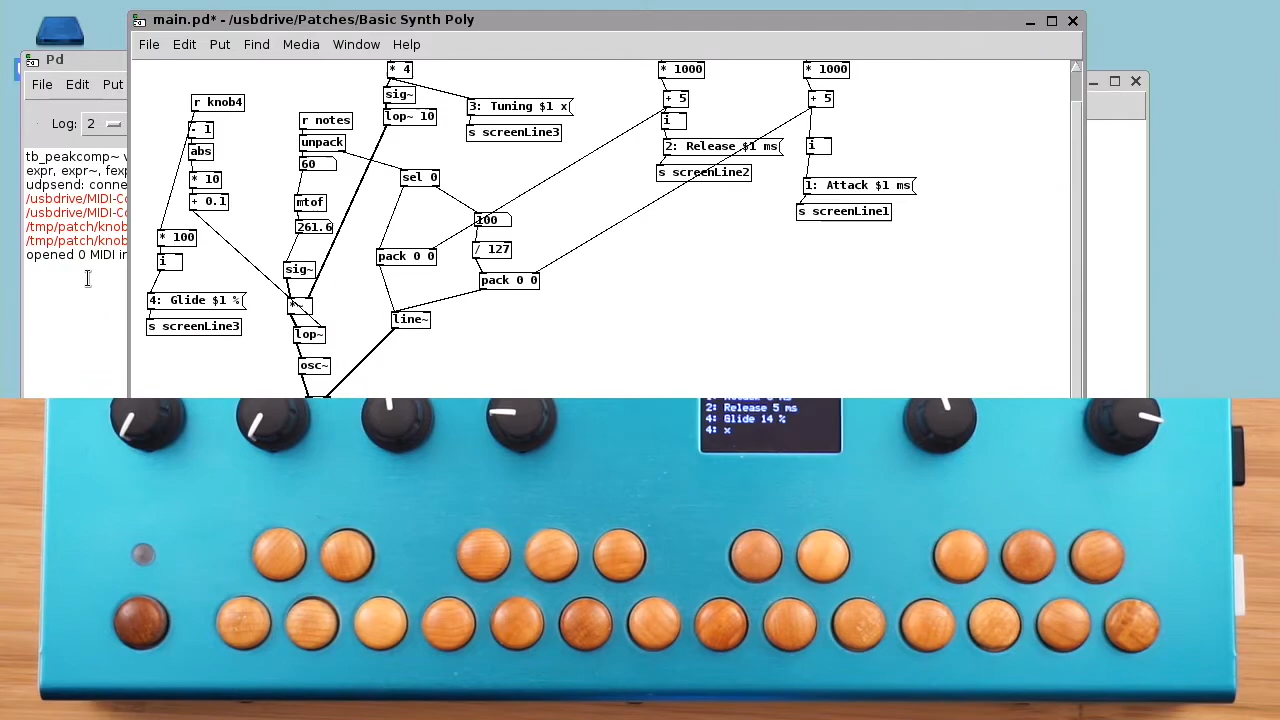 main.pd* - /usbdrive/Patches/Basic Synth Poly
File Edit Put Find Media Window Help
Pd
File Edit Put
Log: 2
tb_peakcomp~ v
expr, expr~, fexp
udpsend: conne
/usbdrive/MIDI-Co
/usbdrive/MIDI-Co
/tmp/patch/knob
/tmp/patch/knob
opened 0 MIDI in
r knob4
- 1
abs
* 10
+ 0.1
* 100
i
4: Glide $1 %
s screenLine3
r notes
unpack
60
mtof
261.6
sig~
*~
lop~
osc~
* 4
sig~
lop~ 10
3: Tuning $1 x
s screenLine3
sel 0
100
/ 127
pack 0 0
pack 0 0
line~
* 1000
+ 5
i
2: Release $1 ms
s screenLine2
* 1000
+ 5
i
1: Attack $1 ms
s screenLine1
2: Release 5 ms
4: Glide 14 %
4: x